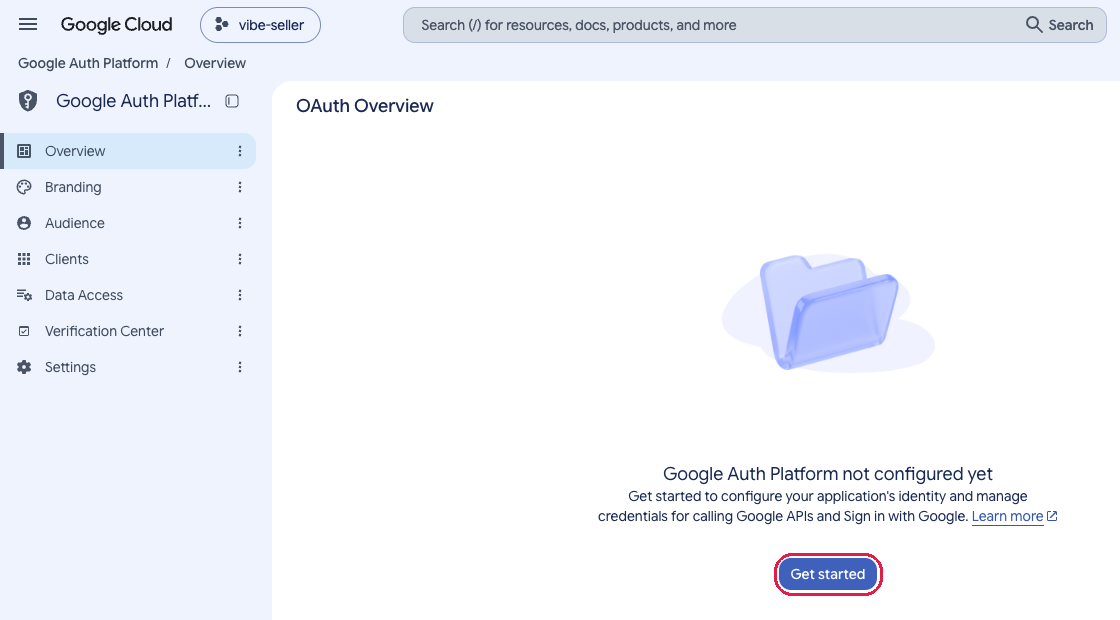 Google Cloud
vibe-seller
Search (/) for resources, docs, products, and more
Search
Google Auth Platform / Overview
Google Auth Platf...
Overview
Branding
Audience
Clients
Data Access
Verification Center
Settings
OAuth Overview
Google Auth Platform not configured yet
Get started to configure your application's identity and manage
credentials for calling Google APIs and Sign in with Google. Learn more
Get started